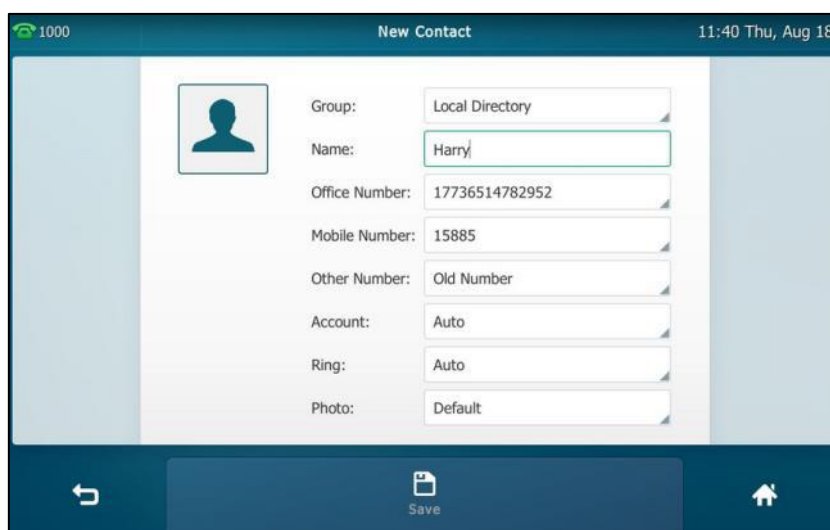 1000 New Contact 11:40 Thu, Aug 18
Group: Local Directory
Name: Harry
Office Number: 17736514782952
Mobile Number: 15885
Other Number: Old Number
Account: Auto
Ring: Auto
Photo: Default
Save